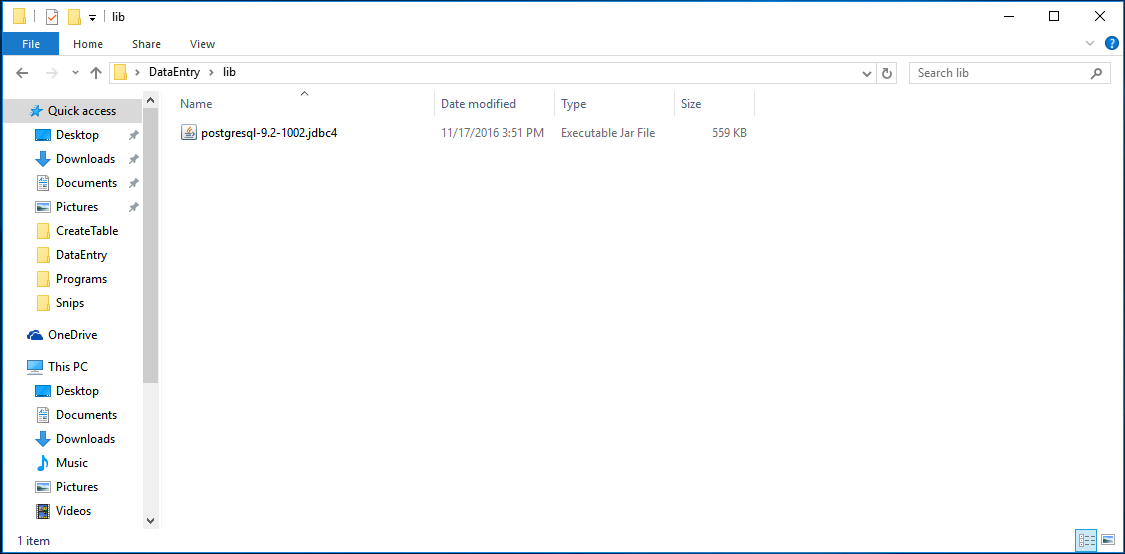 lib
File Home Share View
?
DataEntry lib
Search lib
Name Date modified Type Size
postgresql-9.2-1002.jdbc4 11/17/2016 3:51 PM Executable Jar File 559 KB
Quick access
Desktop
Downloads
Documents
Pictures
CreateTable
DataEntry
Programs
Snips
OneDrive
This PC
Desktop
Documents
Downloads
Music
Pictures
Videos
1 item